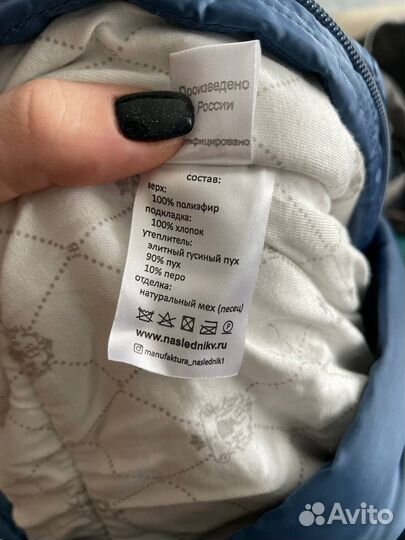 Произведено
России
состав:
верх:
100% полиэфир
подкладка:
100% хлопок
утеплитель:
элитный гусиный пух
90% пух
10% перо
отделка:
натуральный мех (песец)
www.naslednikv.ru
manufaktura_naslednik1
Avito